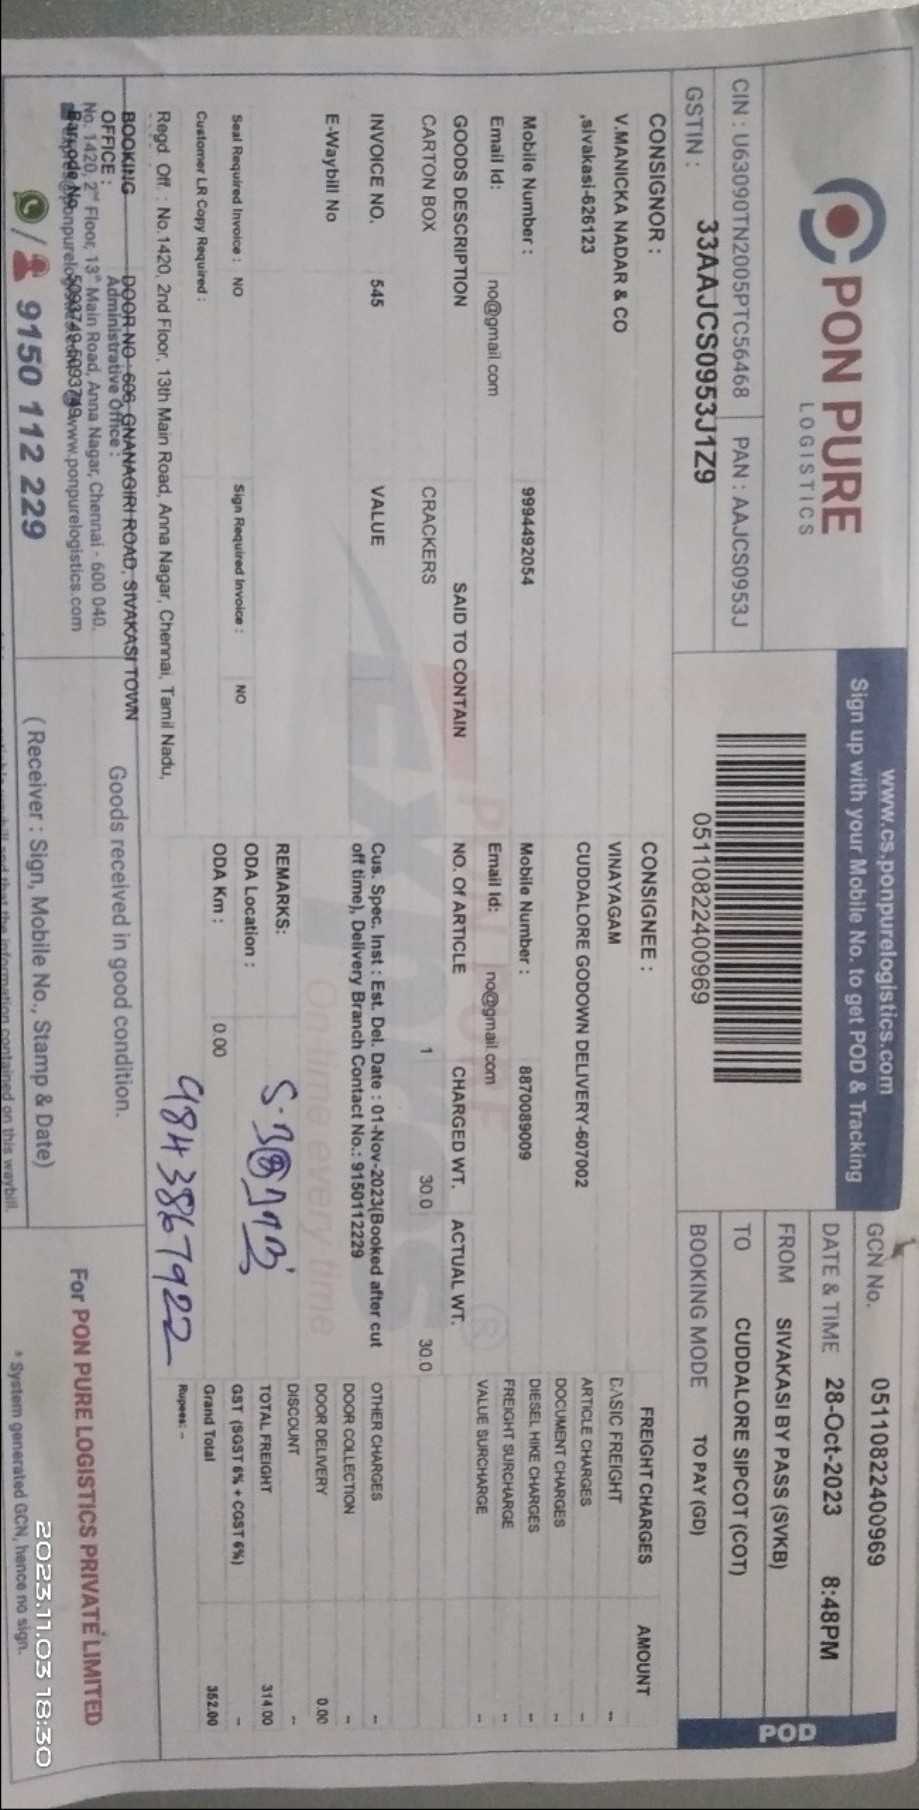 PON PURE
LOGISTICS
www.cs.ponpurelogistics.com
Sign up with your Mobile No. to get POD & Tracking
CIN : U63090TN2005PTC56468 PAN : AAJCS0953J
GSTIN : 33AAJCS0953J1Z9
051108222400969
GCN No. 051108222400969
DATE & TIME 28-Oct-2023 8:48PM
FROM SIVAKASI BY PASS (SVKB)
TO CUDDALORE SIPCOT (COT)
BOOKING MODE TO PAY (GD)
POD
CONSIGNOR :
V.MANICKA NADAR & CO
,sivakasi-626123
Mobile Number : 9994492054
Email Id: no@gmail.com
CONSIGNEE :
VINAYAGAM
CUDDALORE GODOWN DELIVERY-607002
Mobile Number : 8870089009
Email Id: no@gmail.com
GOODS DESCRIPTION SAID TO CONTAIN NO. Of ARTICLE CHARGED WT. ACTUAL WT.
CARTON BOX CRACKERS 1 30.0 30.0
INVOICE NO. 545 VALUE
E-Waybill No
Cus. Spec. Inst : Est. Del. Date : 01-Nov-2023(Booked after cut
off time), Delivery Branch Contact No.: 9150112229
Seal Required Invoice : NO Sign Required Invoice : NO
Customer LR Copy Required :
REMARKS:
ODA Location :
ODA Km : 0.00
9843867922
FREIGHT CHARGES AMOUNT
BASIC FREIGHT --
ARTICLE CHARGES --
DOCUMENT CHARGES --
DIESEL HIKE CHARGES --
FREIGHT SURCHARGE --
VALUE SURCHARGE --
OTHER CHARGES --
DOOR COLLECTION --
DOOR DELIVERY 0.00
DISCOUNT --
TOTAL FREIGHT 314.00
GST (SGST 6% + CGST 6%) --
Grand Total 352.00
Rupees: --
PON PURE
EXPRESS ®
On time every time
Regd. Off. : No.1420, 2nd Floor, 13th Main Road, Anna Nagar, Chennai, Tamil Nadu,
BOOKING DOOR NO : 606, GNANAGIRI ROAD, SIVAKASI TOWN
OFFICE : Administrative Office :
No. 1420, 2nd Floor, 13th Main Road, Anna Nagar, Chennai - 600 040.
Barcode No 5093749-5093749 www.ponpurelogistics.com
9150 112 229
Goods received in good condition.
( Receiver : Sign, Mobile No., Stamp & Date)
For PON PURE LOGISTICS PRIVATE LIMITED
* System generated GCN, hence no sign.
2023.11.03 18:30